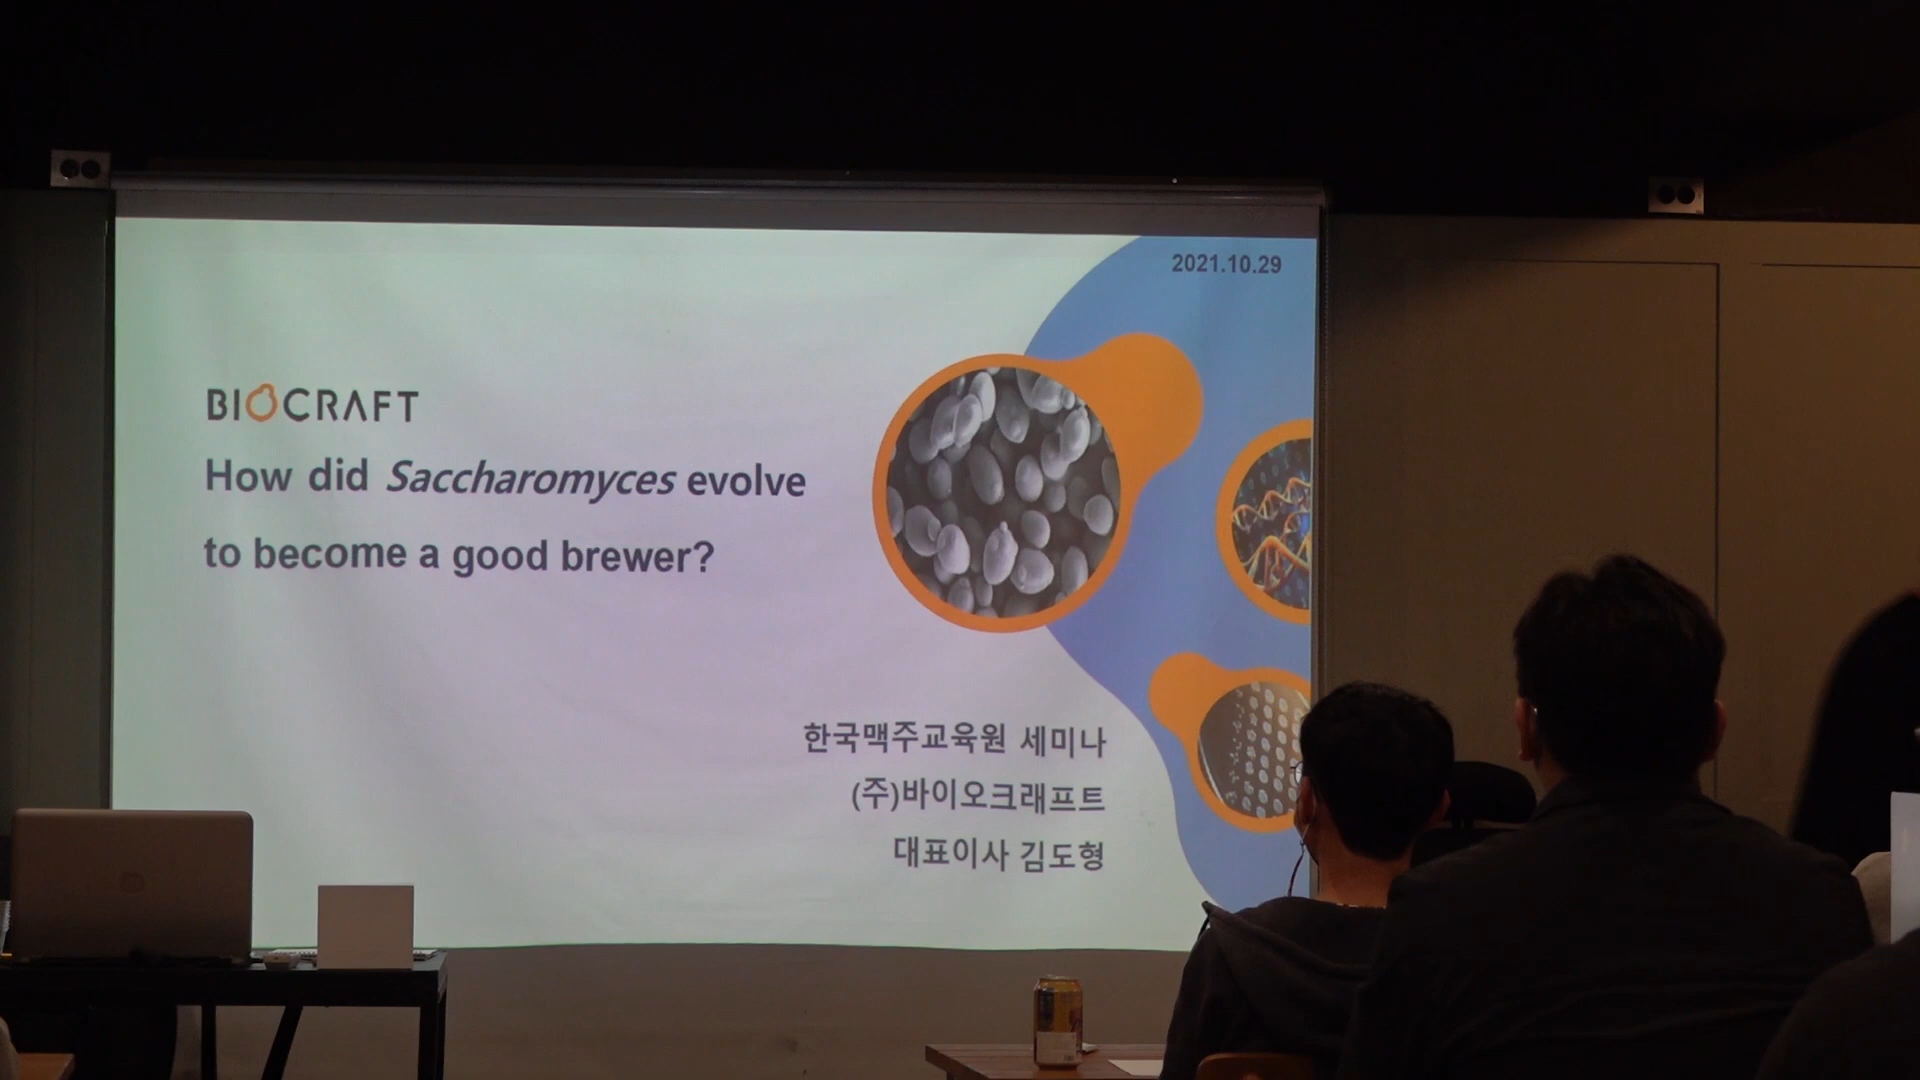 2021.10.29
BIOCRAFT
How did Saccharomyces evolve
to become a good brewer?
한국맥주교육원 세미나
(주)바이오크래프트
대표이사 김도형